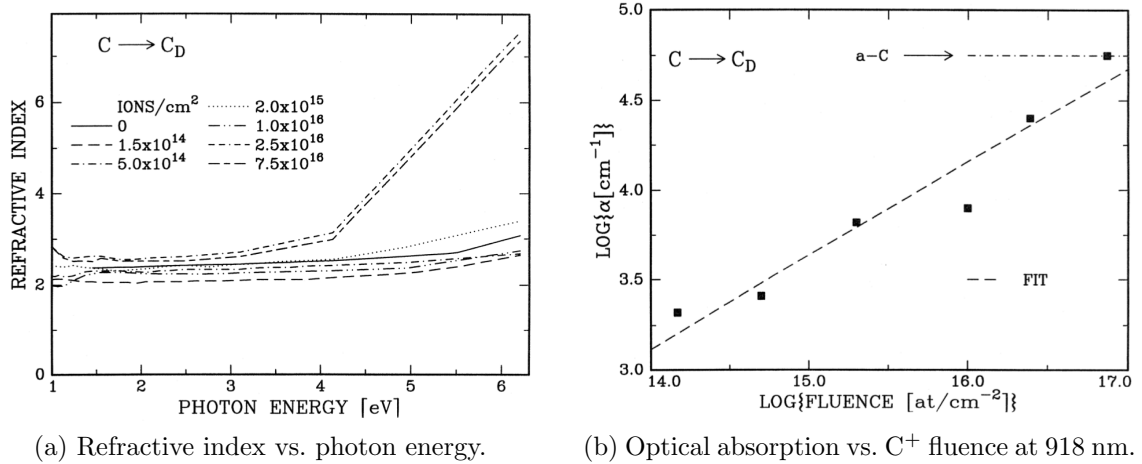 C → C_D
IONS/cm²
0
1.5x10¹⁴
5.0x10¹⁴
2.0x10¹⁵
1.0x10¹⁶
2.5x10¹⁶
7.5x10¹⁶
REFRACTIVE INDEX
0
2
4
6
1
2
3
4
5
6
PHOTON ENERGY [eV]
(a) Refractive index vs. photon energy.
C → C_D
a-C →
FIT
LOG{α[cm⁻¹]}
5.0
4.5
4.0
3.5
3.0
14.0
15.0
16.0
17.0
LOG{FLUENCE [at/cm⁻²]}
(b) Optical absorption vs. C⁺ fluence at 918 nm.